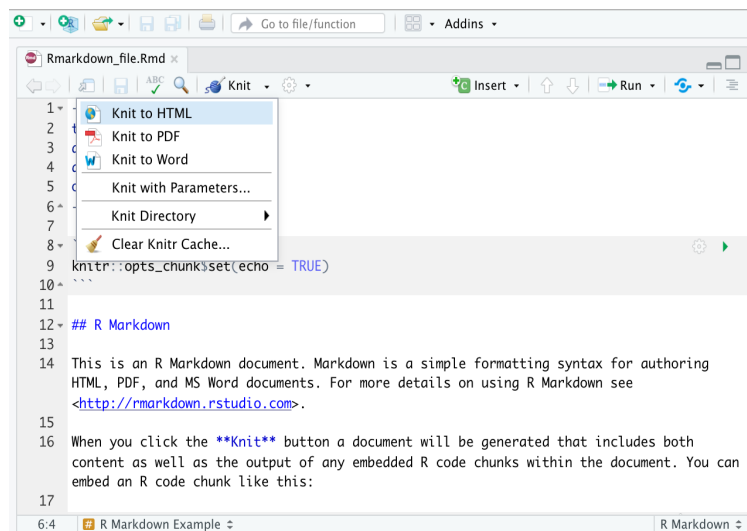 Go to file/function
Addins
Rmarkdown_file.Rmd
ABC
Knit
Insert
Run
Knit to HTML
Knit to PDF
Knit to Word
Knit with Parameters...
Knit Directory
Clear Knitr Cache...
1 -
2 t
3
4
5
6 -
7
8 `
9 knitr::opts_chunk$set(echo = TRUE)
10 ```
11
12 ## R Markdown
13
14 This is an R Markdown document. Markdown is a simple formatting syntax for authoring
HTML, PDF, and MS Word documents. For more details on using R Markdown see
<http://rmarkdown.rstudio.com>.
15
16 When you click the **Knit** button a document will be generated that includes both
content as well as the output of any embedded R code chunks within the document. You can
embed an R code chunk like this:
17
6:4 # R Markdown Example
R Markdown